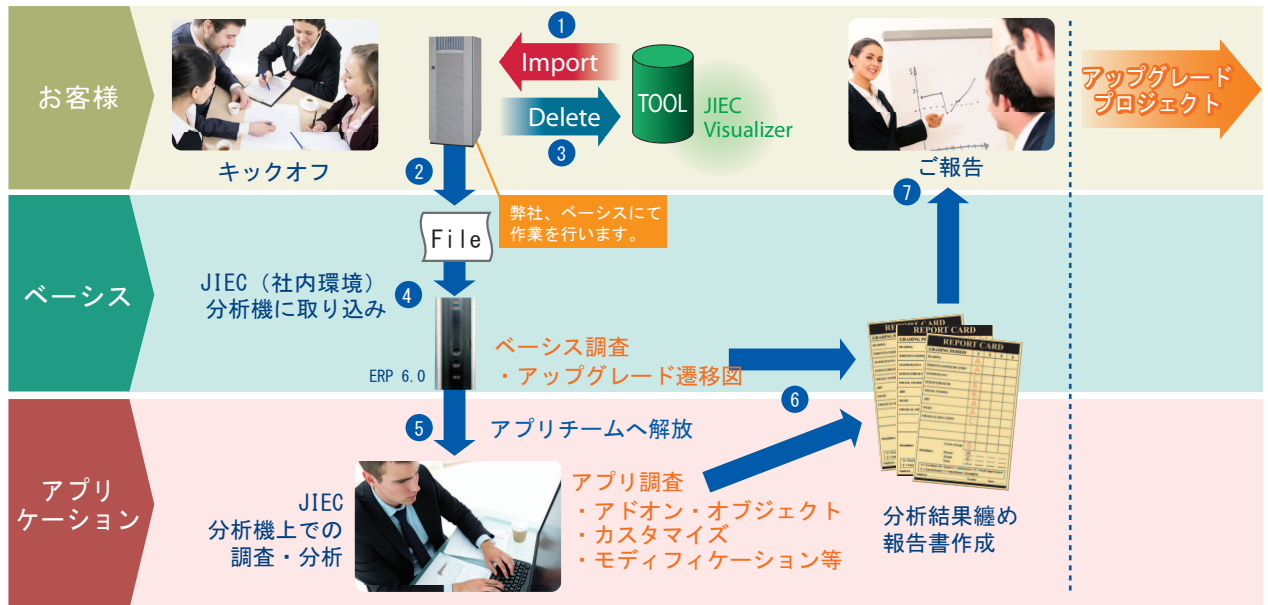 お客様
キックオフ
1
Import
Delete
3
TOOL
JIEC
Visualizer
2
ご報告
7
アップグレード
プロジェクト
弊社、ベーシスにて
作業を行います。
ベーシス
File
JIEC（社内環境）
分析機に取り込み
4
ERP 6.0
ベーシス調査
・アップグレード遷移図
6
REPORT CARD
REPORT CARD
REPORT CARD
GRADING PERIODS
アプリ
ケーション
5
アプリチームへ解放
JIEC
分析機上での
調査・分析
アプリ調査
・アドオン・オブジェクト
・カスタマイズ
・モディフィケーション等
分析結果纏め
報告書作成